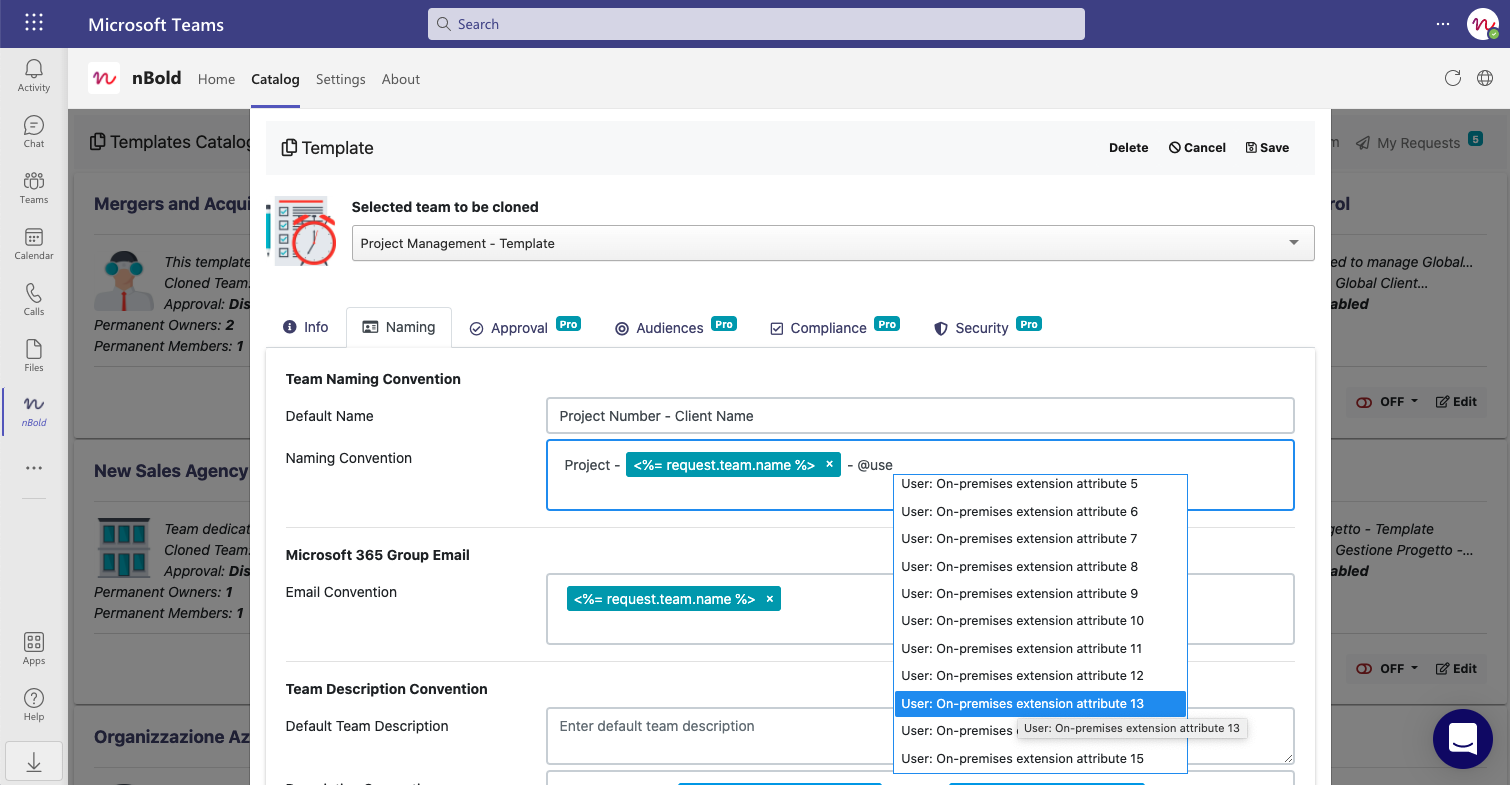 Microsoft Teams
Search
Activity
Chat
Teams
Calendar
Calls
Files
nBold
Apps
Help
nBold Home Catalog Settings About
Templates Catalog
My Requests 5
Mergers and Acqui
This template
Cloned Team:
Approval: Dis
Permanent Owners: 2
Permanent Members: 1
New Sales Agency
Team dedicat
Cloned Team:
Approval: Dis
Permanent Owners: 1
Permanent Members: 1
Organizzazione Az
Template
Delete Cancel Save
Selected team to be cloned
Project Management - Template
Info Naming Approval Pro Audiences Pro Compliance Pro Security Pro
Team Naming Convention
Default Name
Project Number - Client Name
Naming Convention
Project - <%= request.team.name %> × - @use
User: On-premises extension attribute 5
User: On-premises extension attribute 6
User: On-premises extension attribute 7
User: On-premises extension attribute 8
User: On-premises extension attribute 9
User: On-premises extension attribute 10
User: On-premises extension attribute 11
User: On-premises extension attribute 12
User: On-premises extension attribute 13
User: On-premises
User: On-premises extension attribute 13
User: On-premises extension attribute 15
Microsoft 365 Group Email
Email Convention
<%= request.team.name %> ×
Team Description Convention
Default Team Description
Enter default team description
rol
ed to manage Global...
Global Client...
abled
OFF Edit
getto - Template
Gestione Progetto -...
abled
OFF Edit